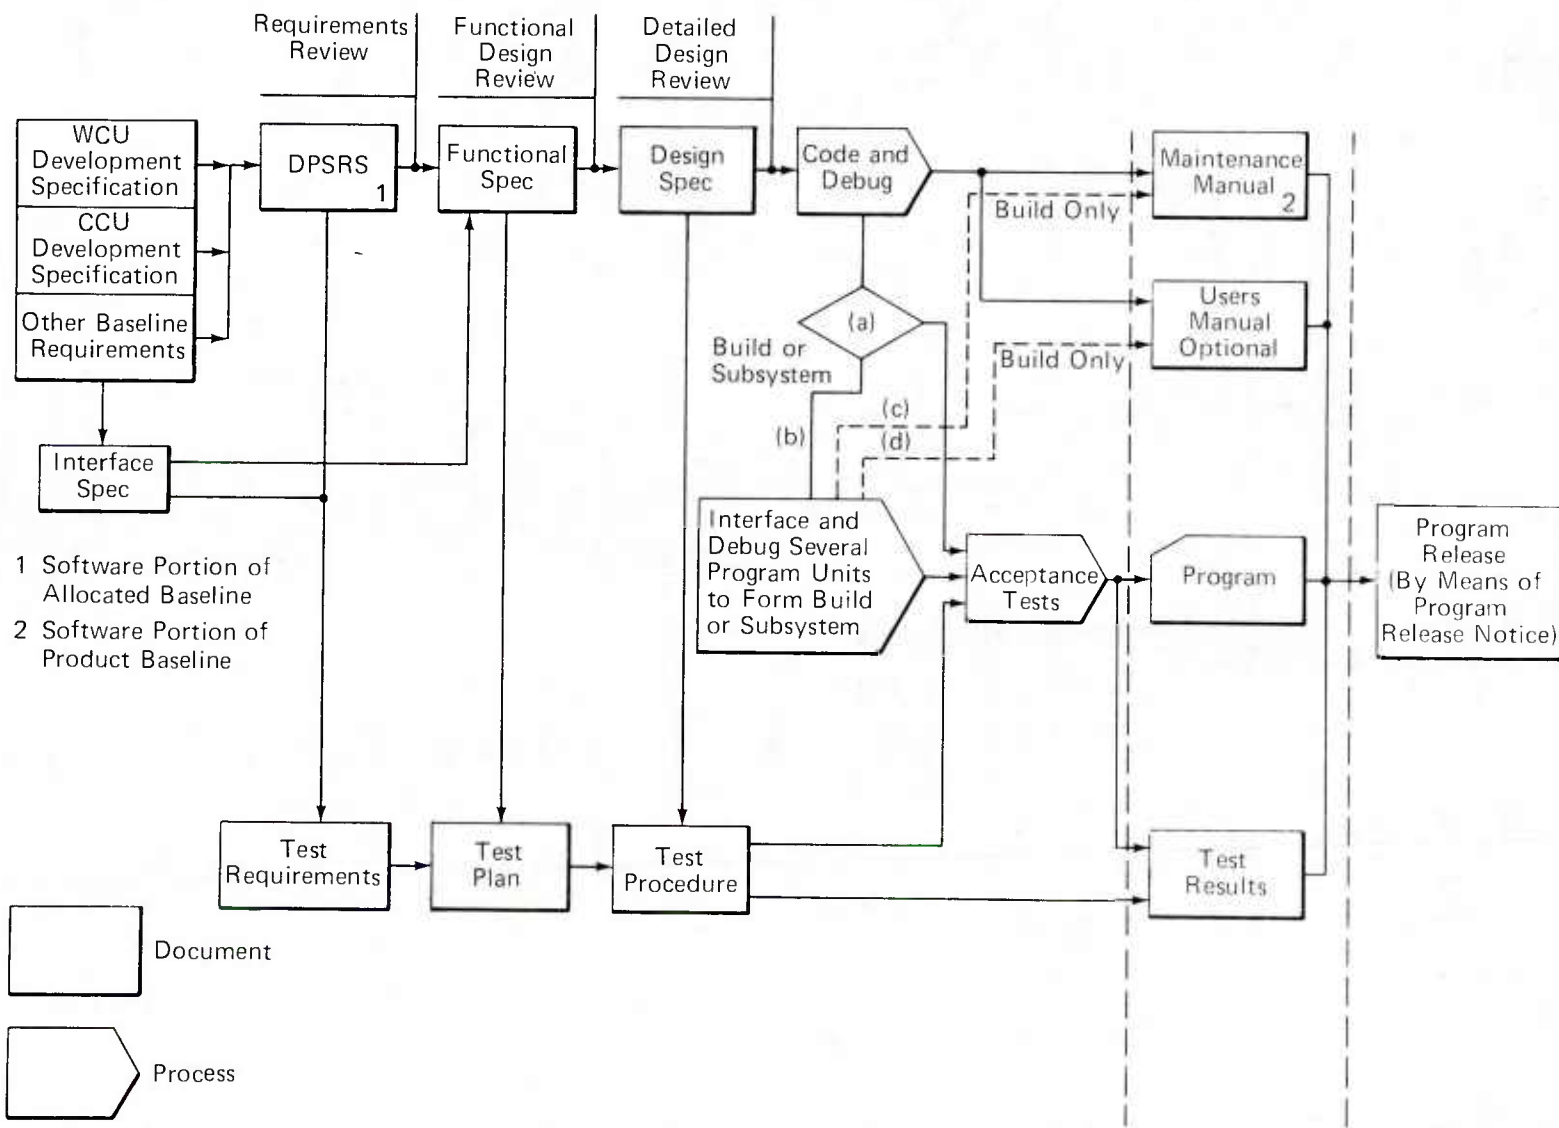 Requirements
Review
Functional
Design
Review
Detailed
Design
Review
WCU
Development
Specification
CCU
Development
Specification
Other Baseline
Requirements
DPSRS
1
Functional
Spec
Design
Spec
Code and
Debug
Maintenance
Manual
2
Build Only
Users
Manual
Optional
Build Only
(a)
Build or
Subsystem
(b)
(c)
(d)
Interface
Spec
Interface and
Debug Several
Program Units
to Form Build
or Subsystem
Acceptance
Tests
Program
Program
Release
(By Means of
Program
Release Notice)
1 Software Portion of
Allocated Baseline
2 Software Portion of
Product Baseline
Test
Requirements
Test
Plan
Test
Procedure
Test
Results
Document
Process